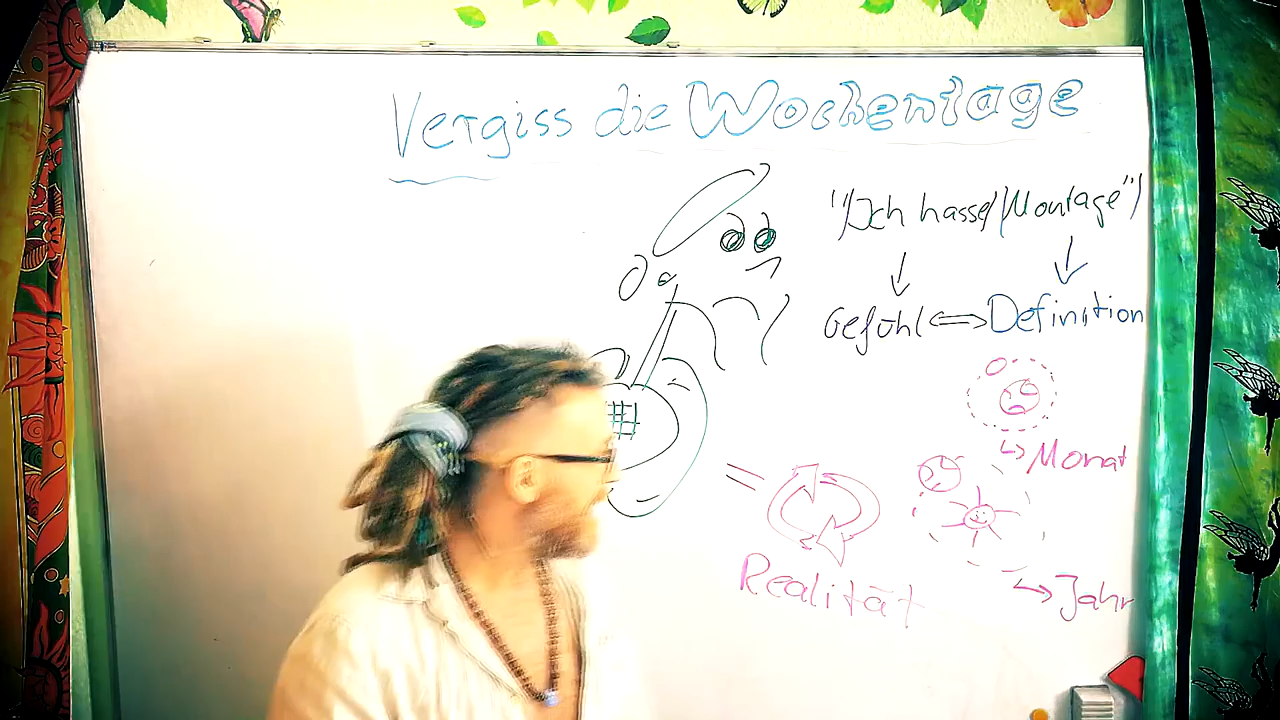 Vergiss die Wochentage
"Ich hasse Montage"
Gefühl ⇔ Definition
↳ Monat
= Realität
↳ Jahr